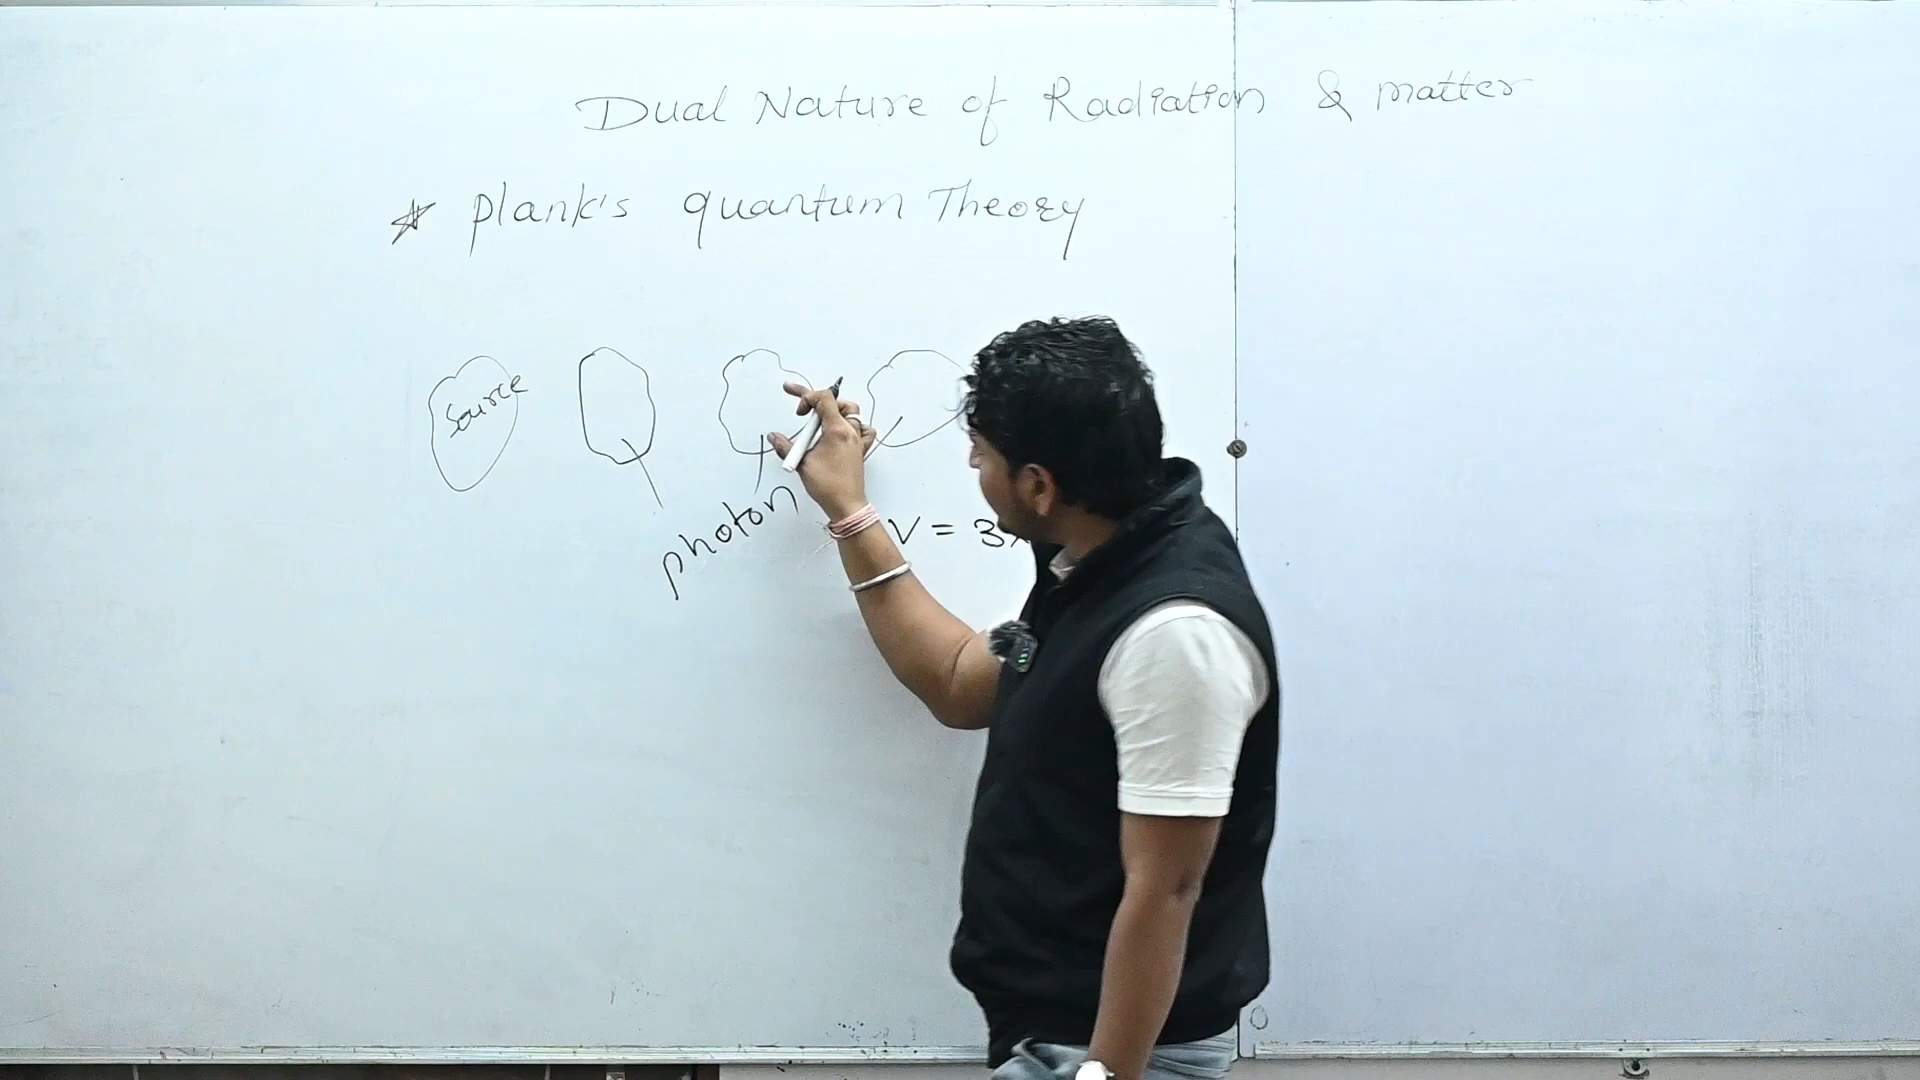 Dual Nature of Radiation & matter
* plank's quantum Theory
Source
photon
V = 3